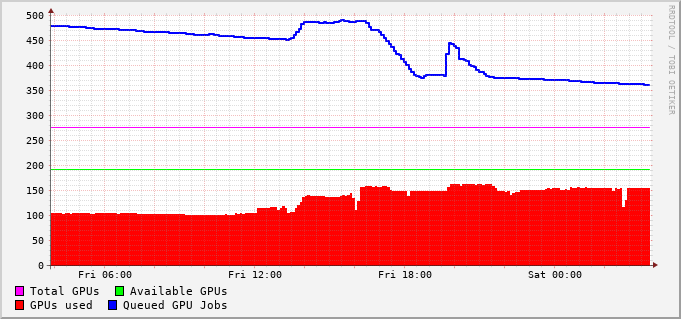 500
450
400
350
300
250
200
150
100
50
0
Fri 06:00 Fri 12:00 Fri 18:00 Sat 00:00
Total GPUs Available GPUs
GPUs used Queued GPU Jobs
RRDTOOL / TOBI OETIKER